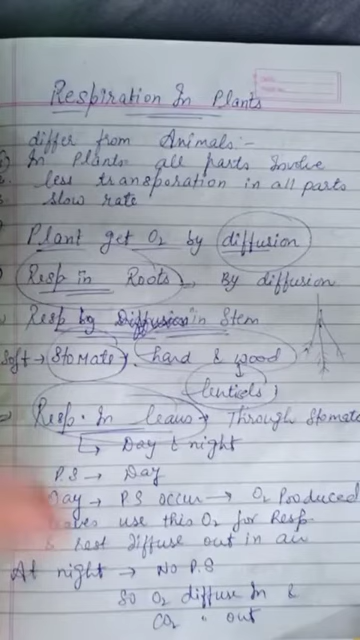 Respiration In Plants
differ from Animals:-
In Plants all parts Involve
less transporation in all parts
slow rate
Plant get O2 by diffusion
Resp in Roots → By diffusion
Resp by Diffusion in Stem
Soft → Stomate, hard & wood
lenticels
Resp. In leaves → Through Stomata
↳ Day & night
P.S → Day
Day → P.S occur → O2 Produced
leaves use this O2 for Resp
& rest diffuse out in air
At night → No P.S
So O2 diffuse In &
CO2 " out